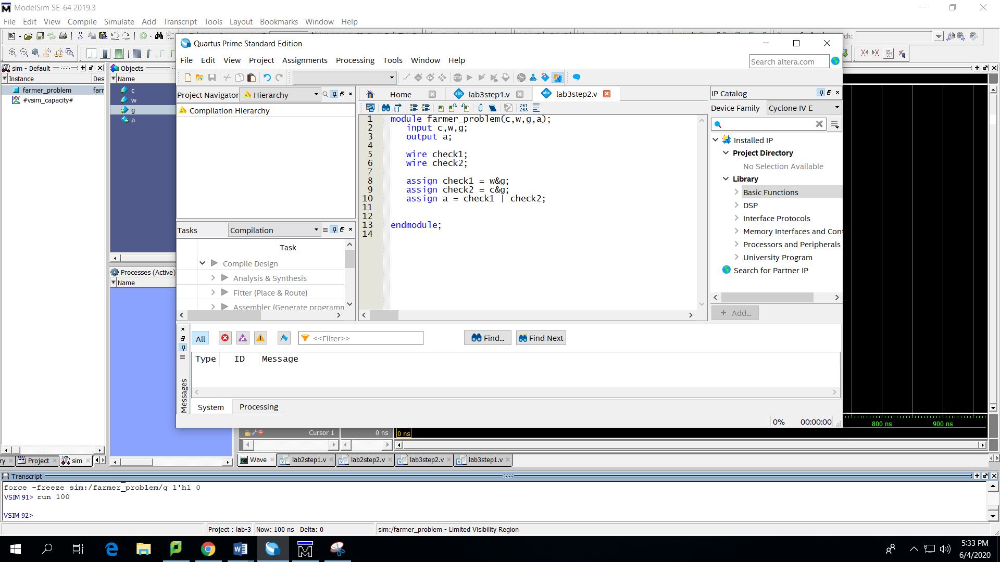 ModelSim SE-64 2019.3
File Edit View Compile Simulate Add Transcript Tools Layout Bookmarks Window Help
sim - Default
Instance Des
farmer_problem farr
#vsim_capacity#
Objects
Name
c
w
g
a
Processes (Active)
Name
Quartus Prime Standard Edition
File Edit View Project Assignments Processing Tools Window Help
Search altera.com
Project Navigator Hierarchy
Compilation Hierarchy
Tasks Compilation
Task
Compile Design
Analysis & Synthesis
Fitter (Place & Route)
Assembler (Generate programm
Home lab3step1.v lab3step2.v
267
268
1 module farmer_problem(c,w,g,a);
2 input c,w,g;
3 output a;
4
5 wire check1;
6 wire check2;
7
8 assign check1 = w&g;
9 assign check2 = c&g;
10 assign a = check1 | check2;
11
12
13 endmodule;
14
IP Catalog
Device Family Cyclone IV E
Installed IP
Project Directory
No Selection Available
Library
Basic Functions
DSP
Interface Protocols
Memory Interfaces and Con
Processors and Peripherals
University Program
Search for Partner IP
+ Add...
All <<Filter>> Find... Find Next
Type ID Message
Messages
System Processing
0% 00:00:00
800 ns 900 ns
Cursor 1 0 ns 0 ns
ry Project sim
Wave lab2step1.v lab2step2.v lab3step2.v lab3step1.v
Transcript
force -freeze sim:/farmer_problem/g 1'h1 0
VSIM 91> run 100
VSIM 92>
Project : lab-3 Now: 100 ns Delta: 0 sim:/farmer_problem - Limited Visibility Region
5:33 PM
6/4/2020